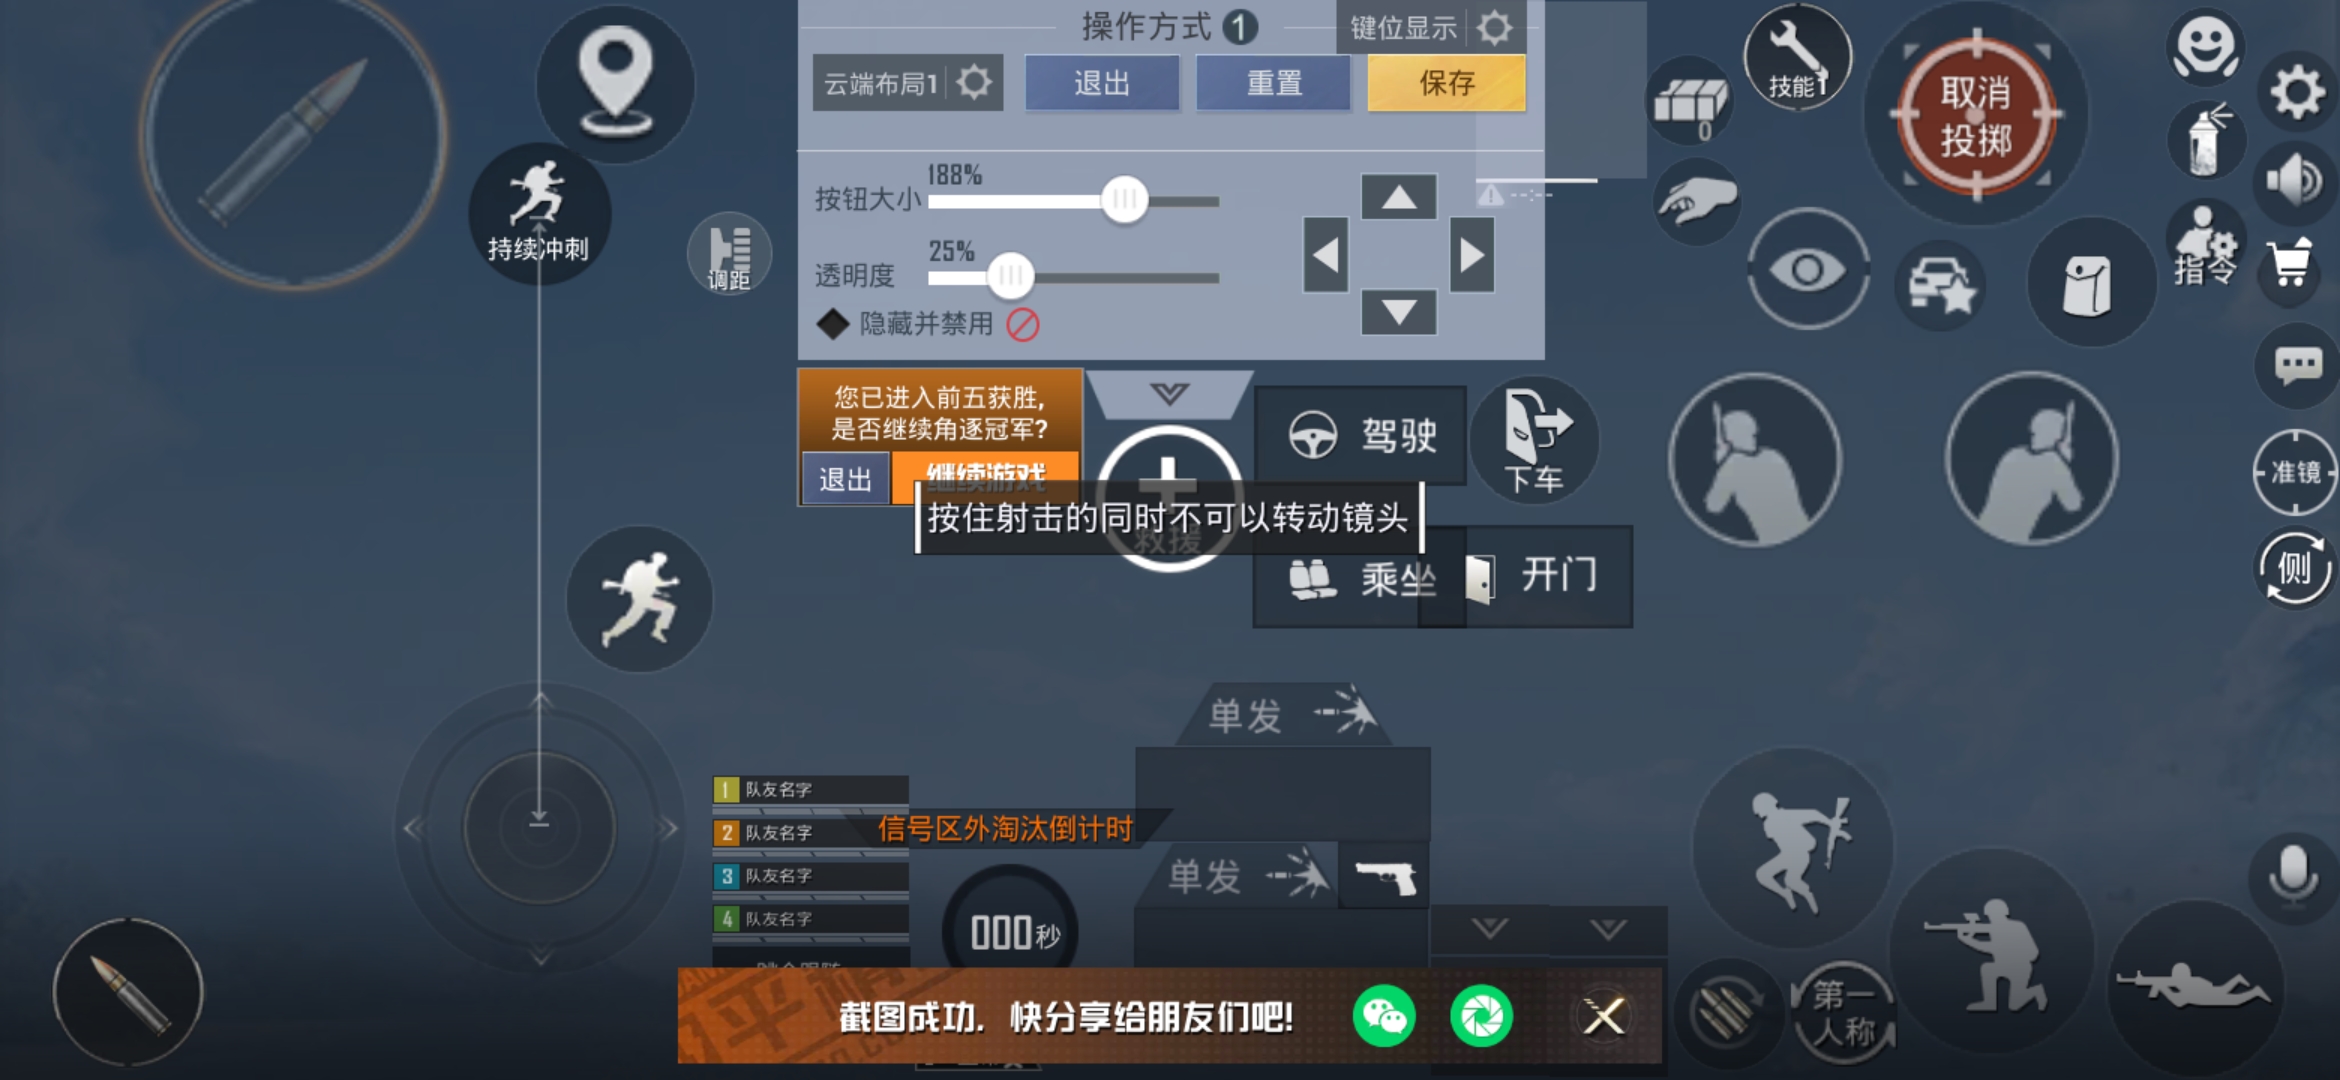 操作方式 1
键位显示
云端布局1
退出
重置
保存
按钮大小
188%
透明度
25%
隐藏并禁用
持续冲刺
调距
0
技能1
取消
投掷
指令
您已进入前五获胜,
是否继续角逐冠军?
退出
继续游戏
驾驶
下车
准镜
按住射击的同时不可以转动镜头
救援
乘坐
开门
侧
单发
1 队友名字
2 队友名字
3 队友名字
4 队友名字
信号区外淘汰倒计时
单发
000秒
第一
人称
截图成功, 快分享给朋友们吧!